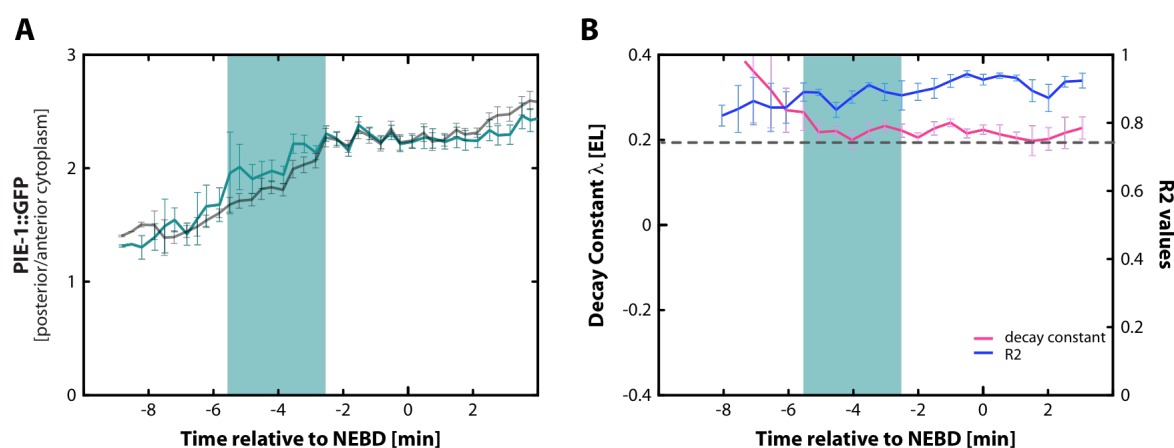 A
3
2
1
0
PIE-1::GFP
[posterior/anterior cytoplasm]
-8
-6
-4
-2
0
2
Time relative to NEBD [min]
B
0.4
0.2
0
-0.2
-0.4
Decay Constant λ [EL]
1
0.8
0.6
0.4
0.2
0
R2 values
decay constant
R2
-8
-6
-4
-2
0
2
Time relative to NEBD [min]